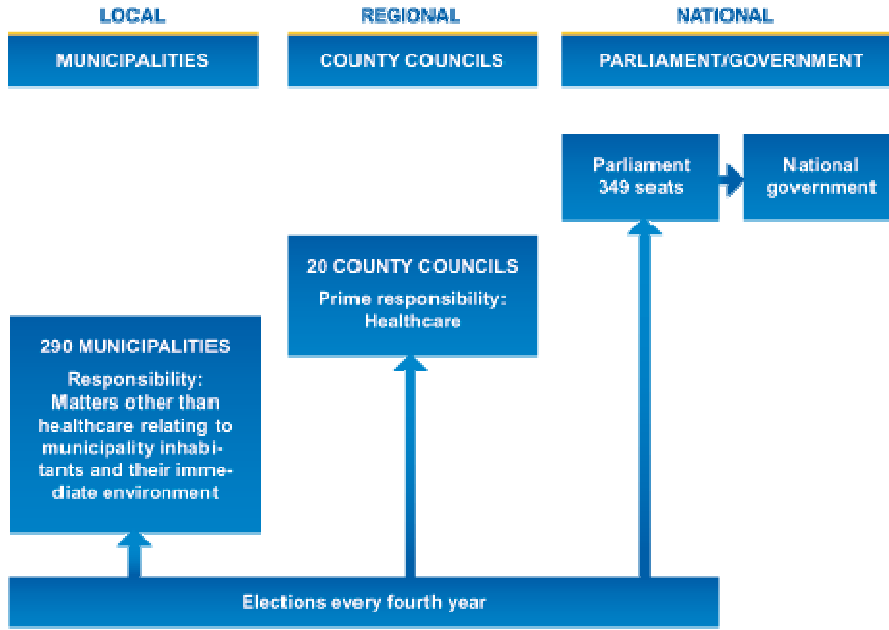 LOCAL
REGIONAL
NATIONAL
MUNICIPALITIES
COUNTY COUNCILS
PARLIAMENT/GOVERNMENT
Parliament
349 seats
National
government
20 COUNTY COUNCILS
Prime responsibility:
Healthcare
290 MUNICIPALITIES
Responsibility:
Matters other than
healthcare relating to
municipality inhabi-
tants and their imme-
diate environment
Elections every fourth year